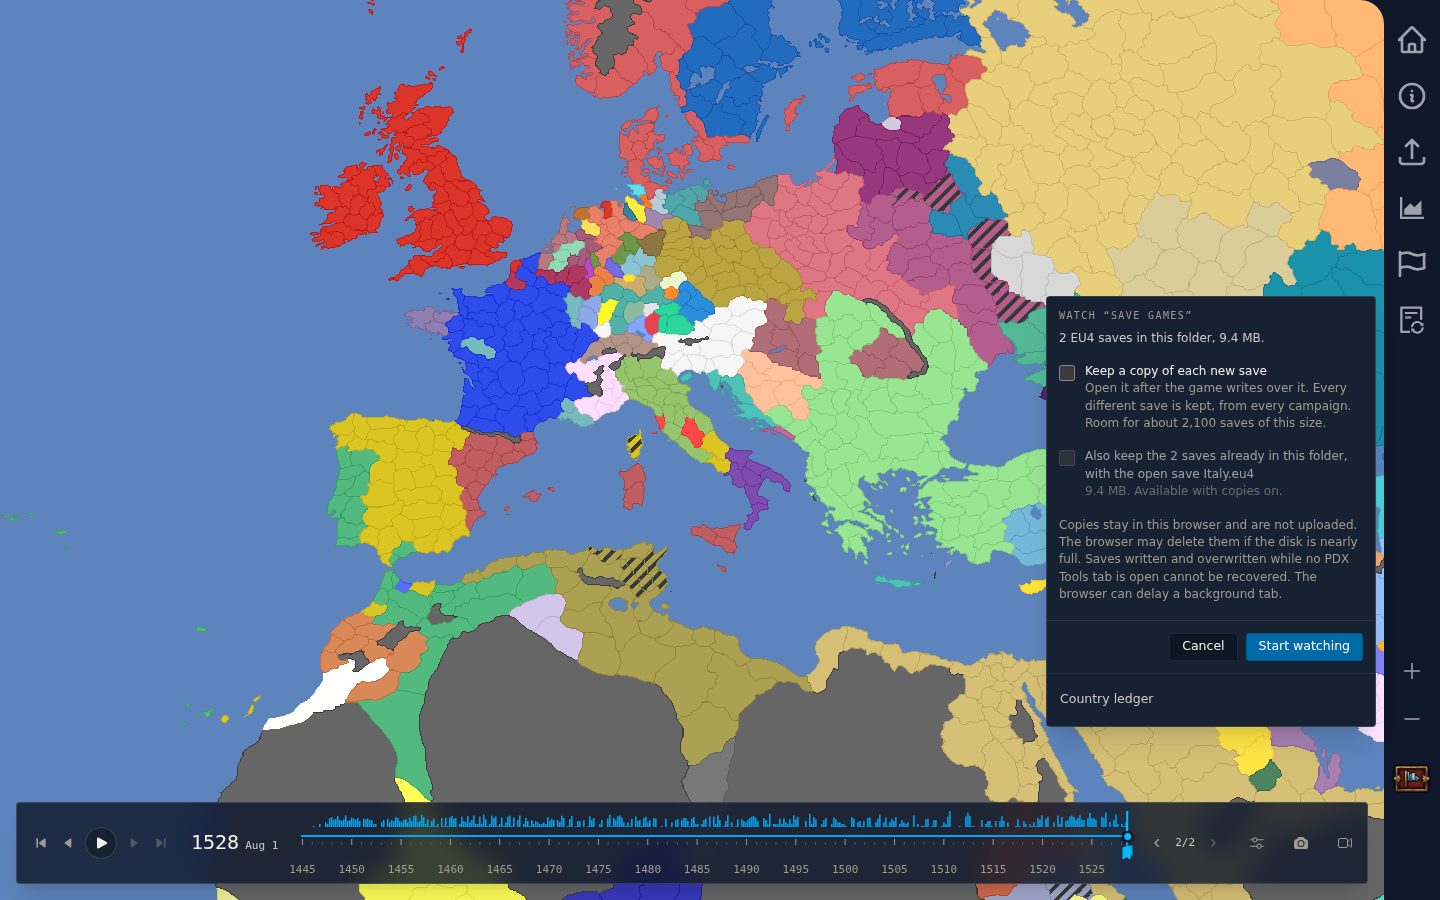 WATCH “SAVE GAMES”
2 EU4 saves in this folder, 9.4 MB.
Keep a copy of each new save
Open it after the game writes over it. Every
different save is kept, from every campaign.
Room for about 2,100 saves of this size.
Also keep the 2 saves already in this folder,
with the open save Italy.eu4
9.4 MB. Available with copies on.
Copies stay in this browser and are not uploaded.
The browser may delete them if the disk is nearly
full. Saves written and overwritten while no PDX
Tools tab is open cannot be recovered. The
browser can delay a background tab.
Cancel
Start watching
Country ledger
1528 Aug 1
2/2
1445 1450 1455 1460 1465 1470 1475 1480 1485 1490 1495 1500 1505 1510 1515 1520 1525